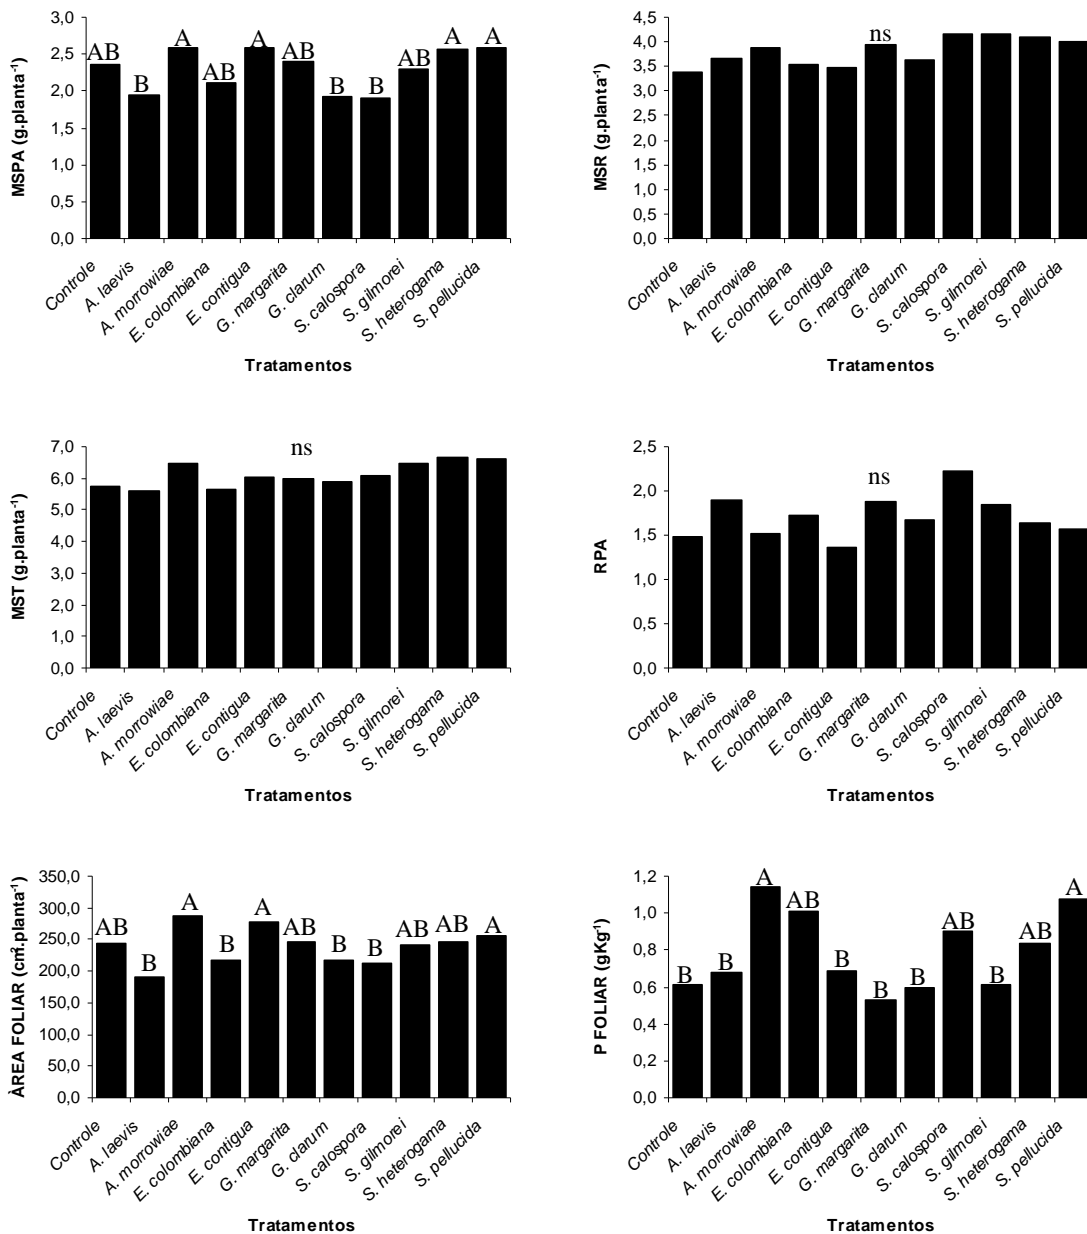 MSPA (g.planta⁻¹)
3,0
2,5
2,0
1,5
1,0
0,5
0,0
AB
B
A
AB
A
AB
B
B
AB
A
A
Controle
A. laevis
A. morrowiae
E. colombiana
E. contigua
G. margarita
G. clarum
S. calospora
S. gilmorei
S. heterogama
S. pellucida
Tratamentos
MSR (g.planta⁻¹)
4,5
4,0
3,5
3,0
2,5
2,0
1,5
1,0
0,5
0,0
ns
Controle
A. laevis
A. morrowiae
E. colombiana
E. contigua
G. margarita
G. clarum
S. calospora
S. gilmorei
S. heterogama
S. pellucida
Tratamentos
MST (g.planta⁻¹)
7,0
6,0
5,0
4,0
3,0
2,0
1,0
0,0
ns
Controle
A. laevis
A. morrowiae
E. colombiana
E. contigua
G. margarita
G. clarum
S. calospora
S. gilmorei
S. heterogama
S. pellucida
Tratamentos
RPA
2,5
2,0
1,5
1,0
0,5
0,0
ns
Controle
A. laevis
A. morrowiae
E. colombiana
E. contigua
G. margarita
G. clarum
S. calospora
S. gilmorei
S. heterogama
S. pellucida
Tratamentos
ÀREA FOLIAR (cm².planta⁻¹)
350,0
300,0
250,0
200,0
150,0
100,0
50,0
0,0
AB
B
A
B
A
AB
B
B
AB
AB
A
Controle
A. laevis
A. morrowiae
E. colombiana
E. contigua
G. margarita
G. clarum
S. calospora
S. gilmorei
S. heterogama
S. pellucida
Tratamentos
P FOLIAR (gKg⁻¹)
1,2
1,0
0,8
0,6
0,4
0,2
0,0
B
B
A
AB
B
B
B
AB
B
AB
A
Controle
A. laevis
A. morrowiae
E. colombiana
E. contigua
G. margarita
G. clarum
S. calospora
S. gilmorei
S. heterogama
S. pellucida
Tratamentos